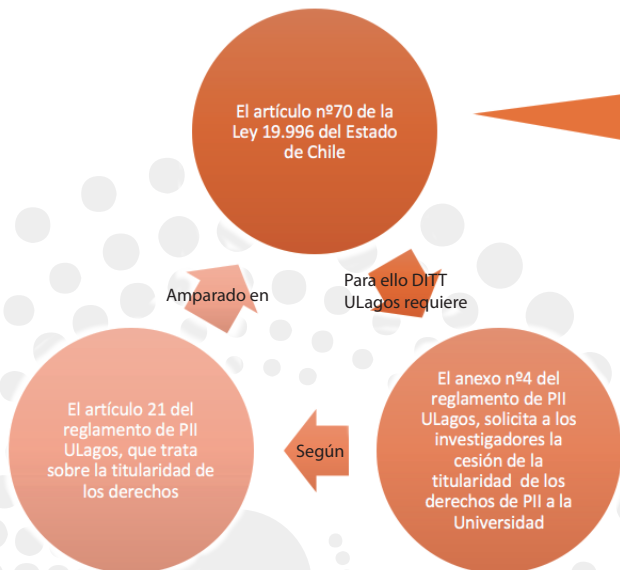 El artículo nº70 de la
Ley 19.996 del Estado
de Chile
Para ello DITT
ULagos requiere
El anexo nº4 del
reglamento de PII
ULagos, solicita a los
investigadores la
cesión de la
titularidad de los
derechos de PII a la
Universidad
Según
El artículo 21 del
reglamento de PII
ULagos, que trata
sobre la titularidad de
los derechos
Amparado en